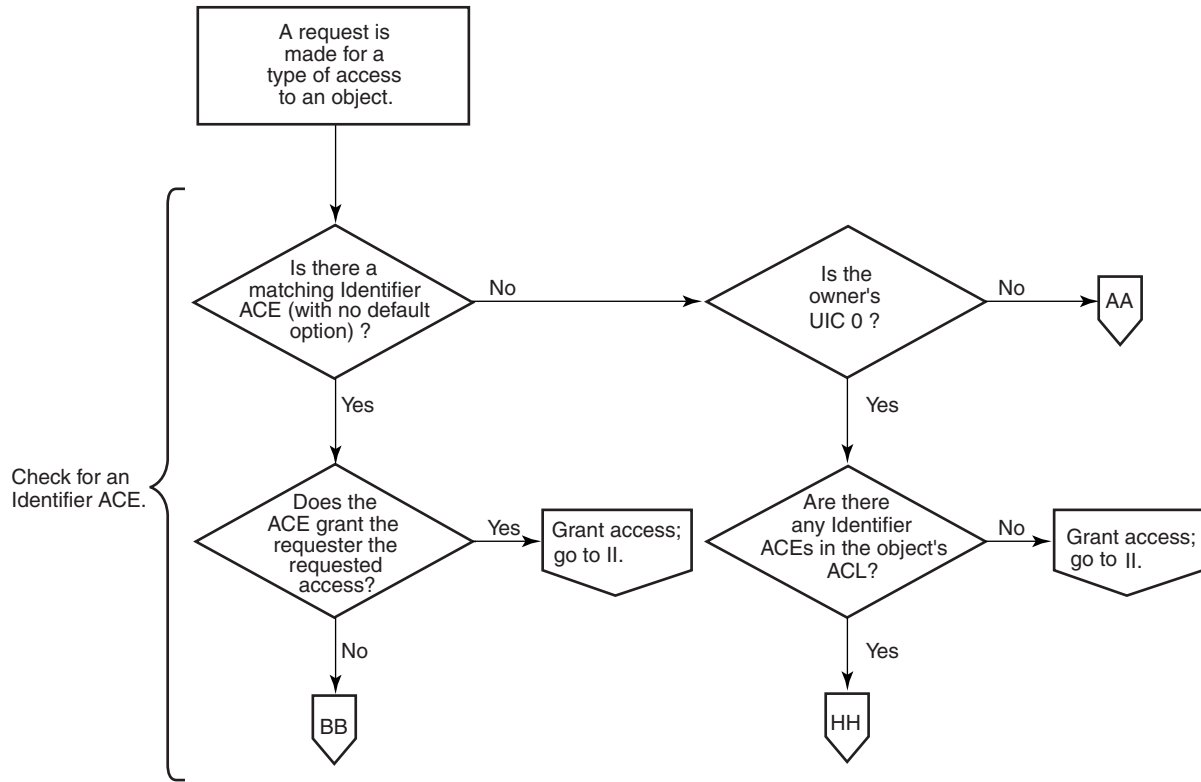 A request is
made for a
type of access
to an object.
Is there a
matching Identifier
ACE (with no default
option) ?
No
Is the
owner's
UIC 0 ?
No
AA
Yes
Yes
Check for an
Identifier ACE.
Does the
ACE grant the
requester the
requested
access?
Yes
Grant access;
go to II.
Are there
any Identifier
ACEs in the object's
ACL?
No
Grant access;
go to II.
No
Yes
BB
HH